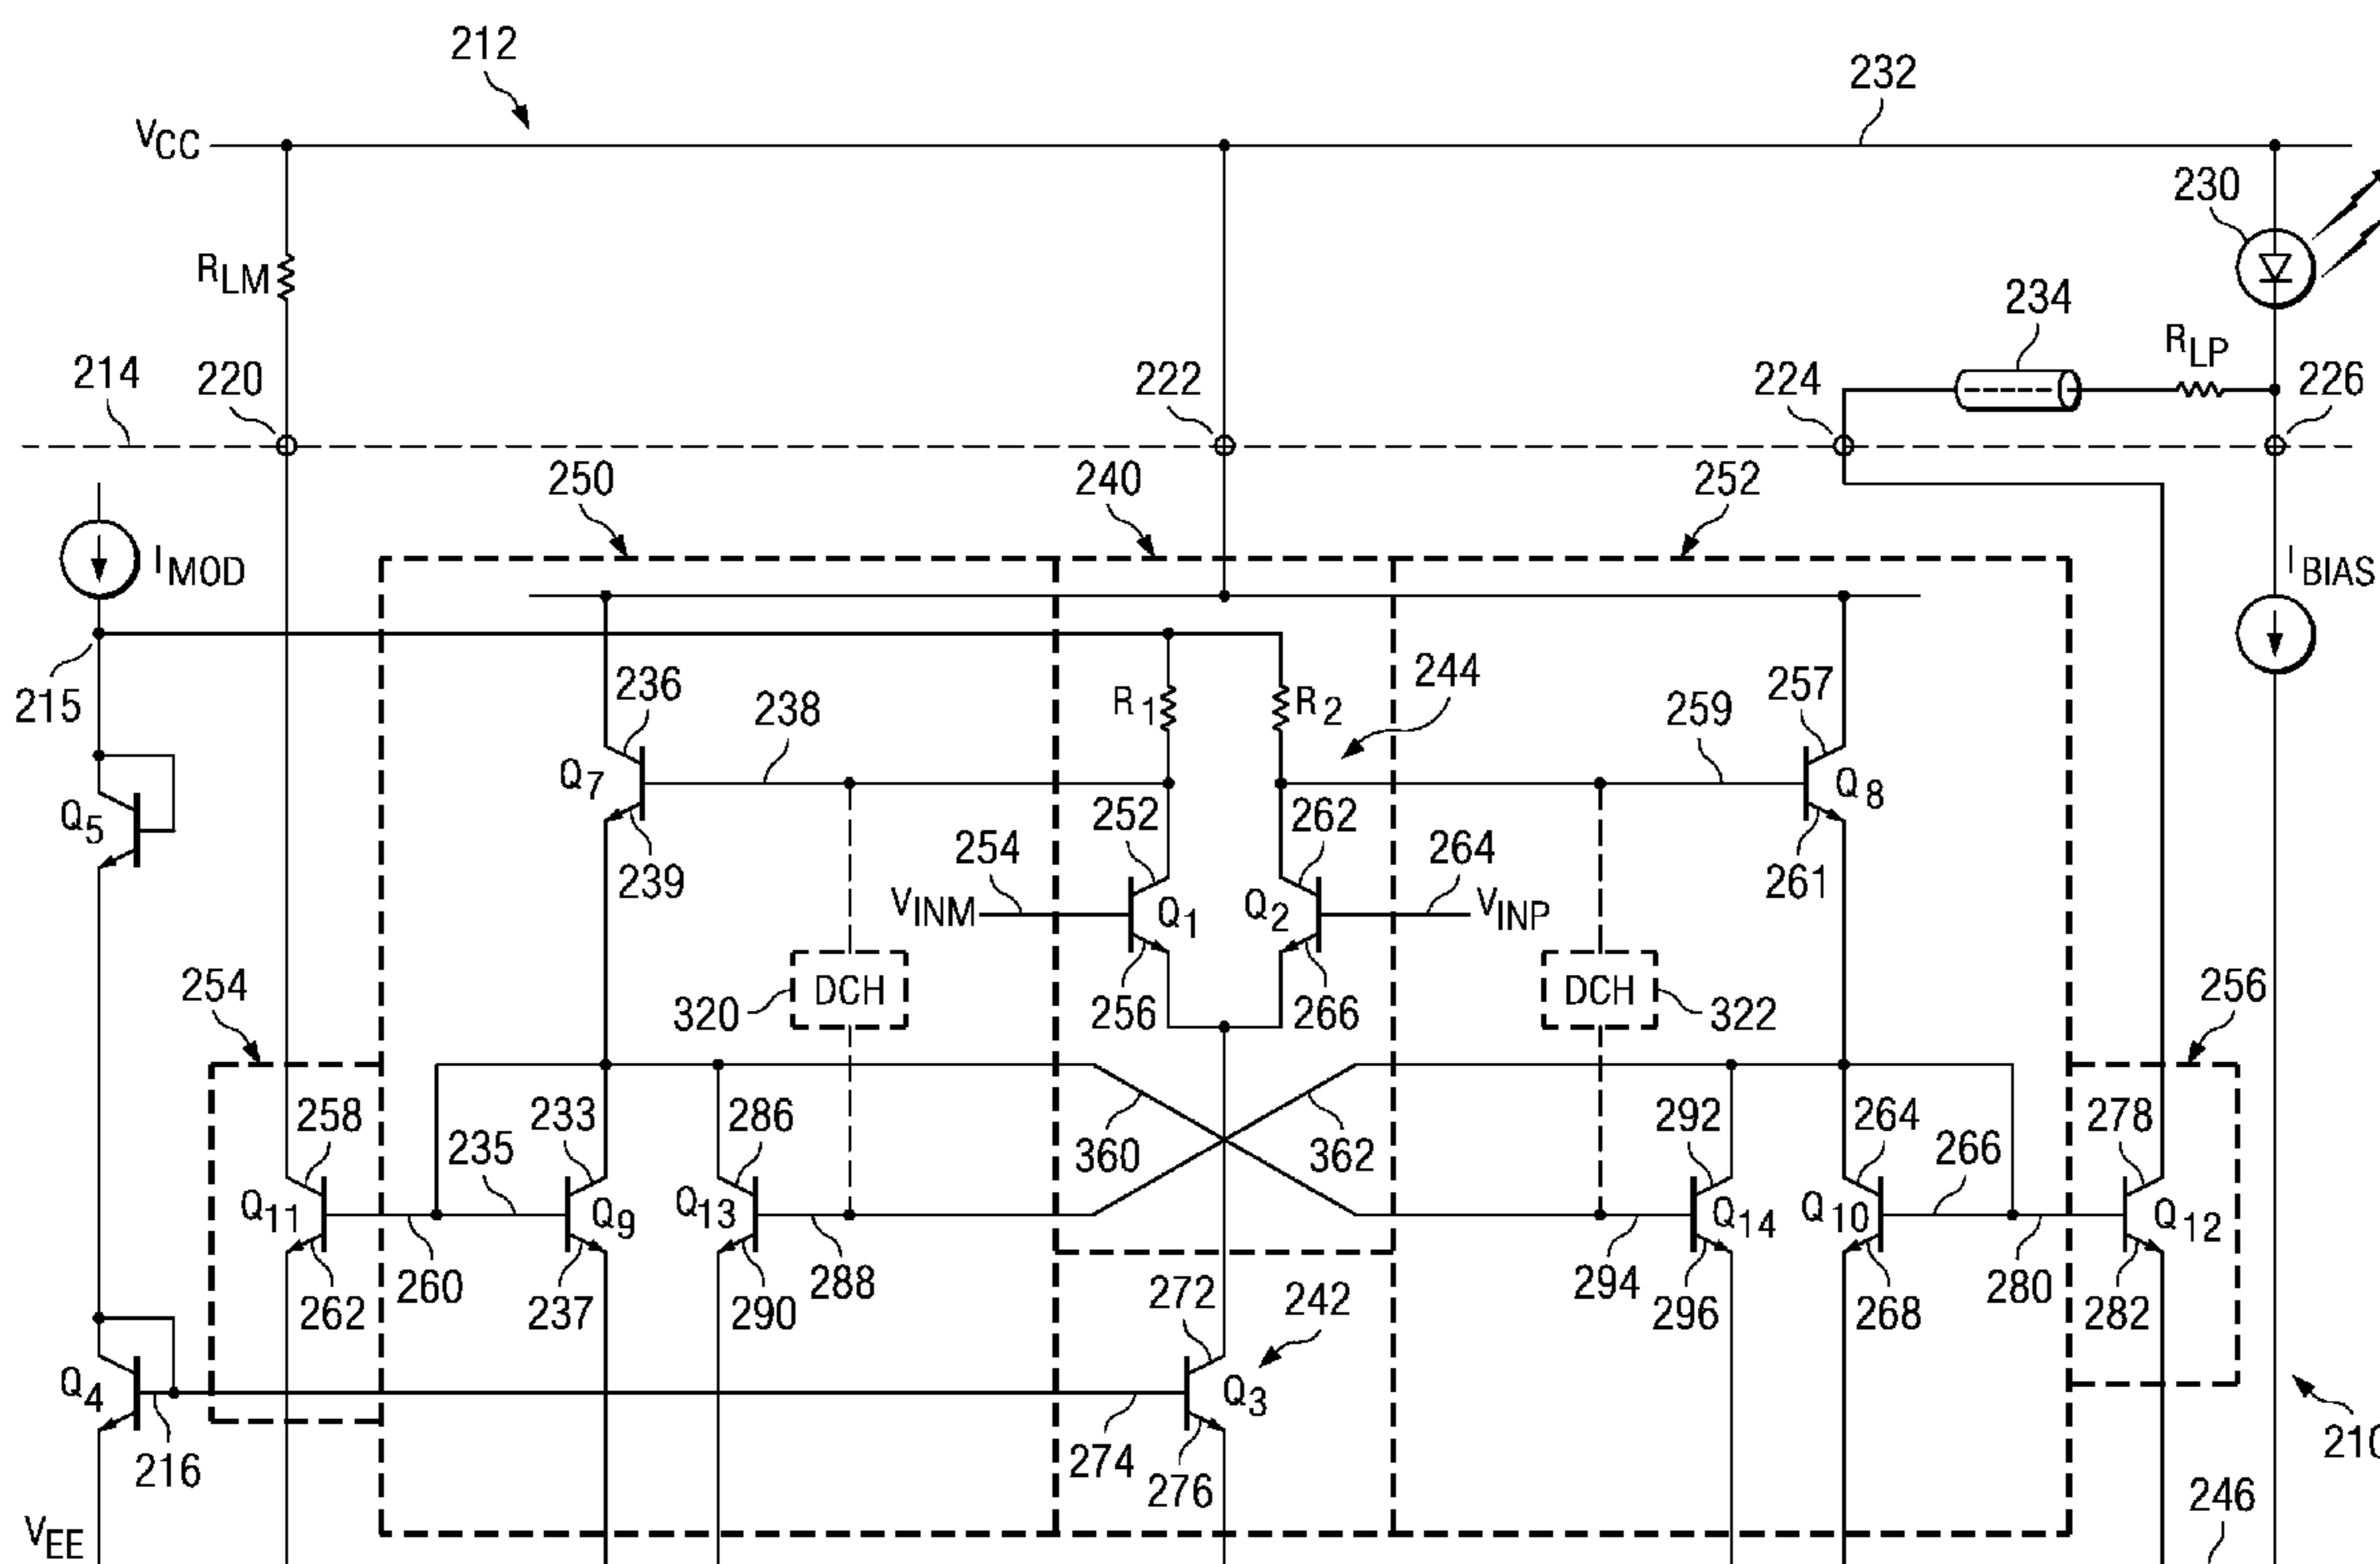 212
232
VCC
230
RLM
234
RLP
214
220
222
224
226
250
240
252
IMOD
IBIAS
215
236
238
R1
R2
244
259
257
Q7
Q8
Q5
239
252
262
254
264
261
VINM
Q1
Q2
VINP
254
320
DCH
256
266
DCH
322
256
258
235
233
286
360
362
292
264
266
278
Q11
Q9
Q13
Q14
Q10
Q12
262
260
237
290
288
272
242
294
296
268
280
282
Q4
Q3
216
274
276
210
246
VEE